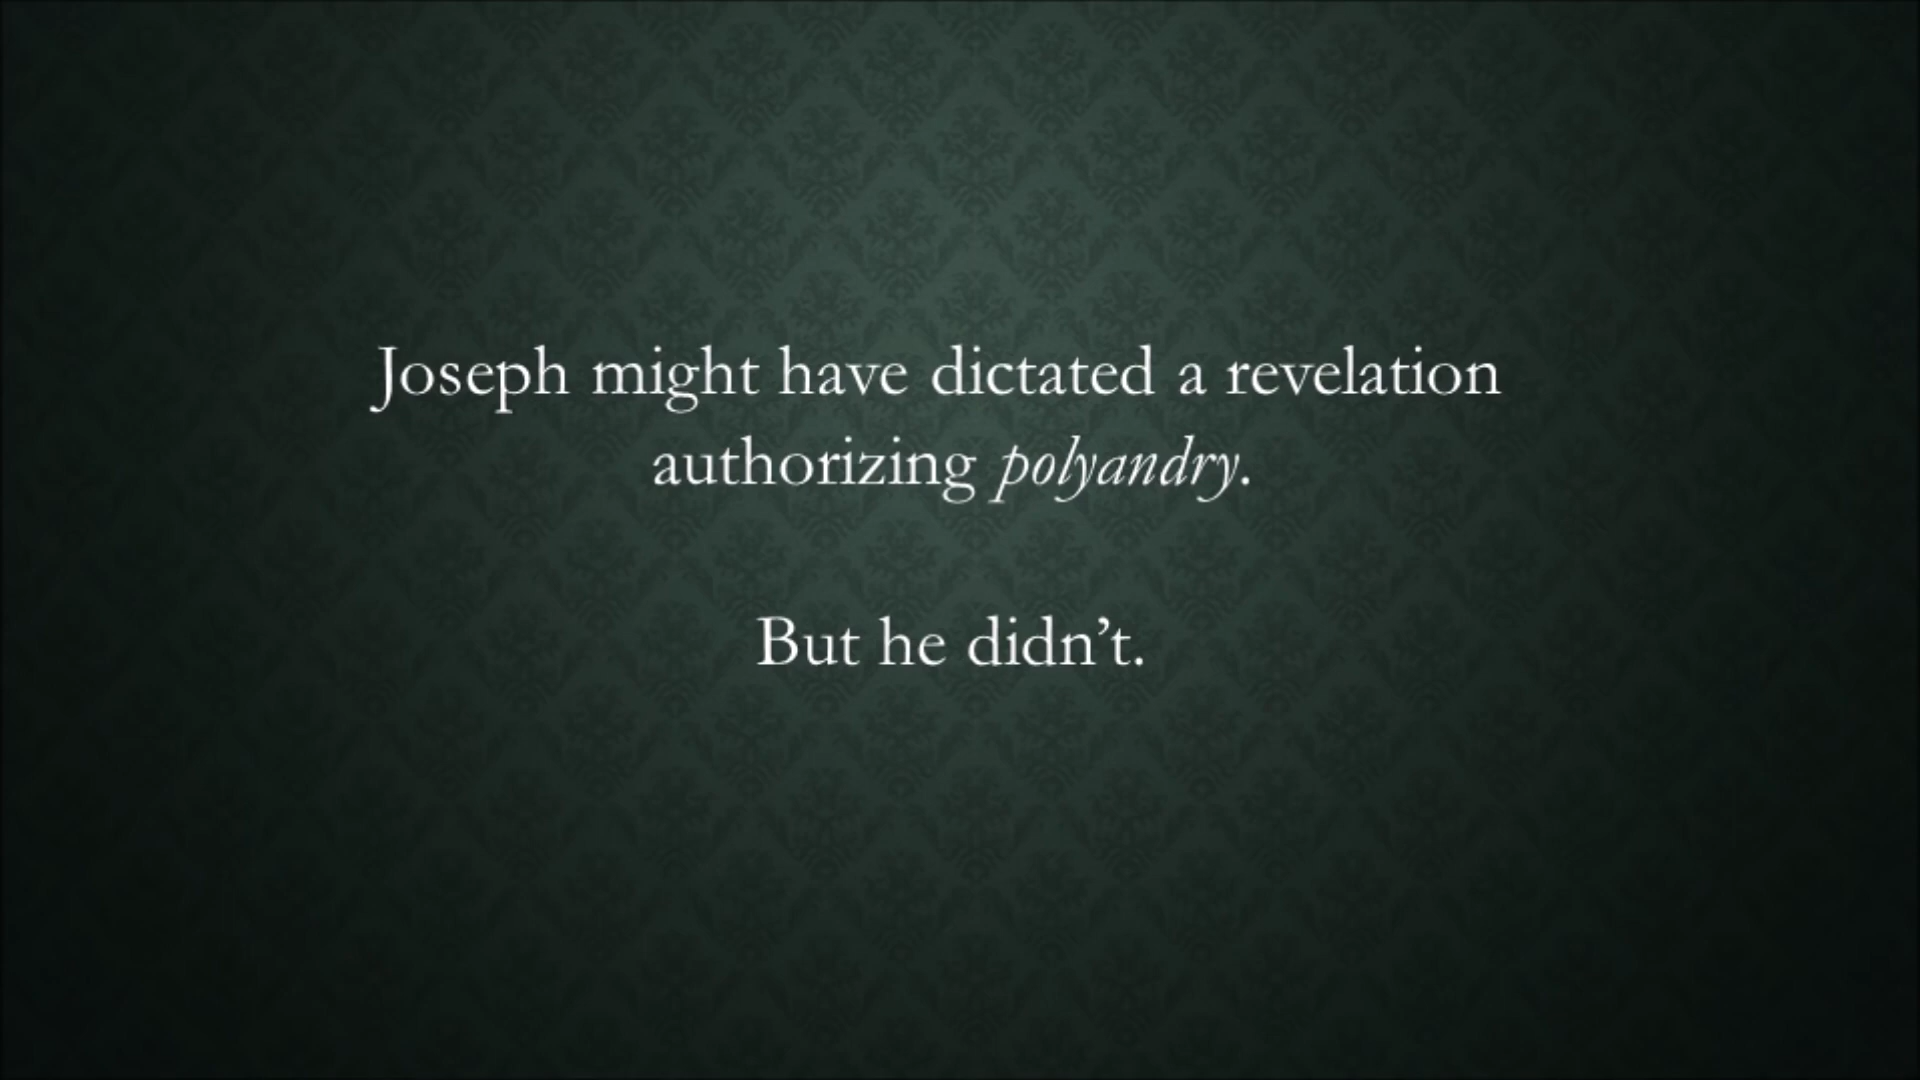 Joseph might have dictated a revelation
authorizing polyandry.
But he didn’t.